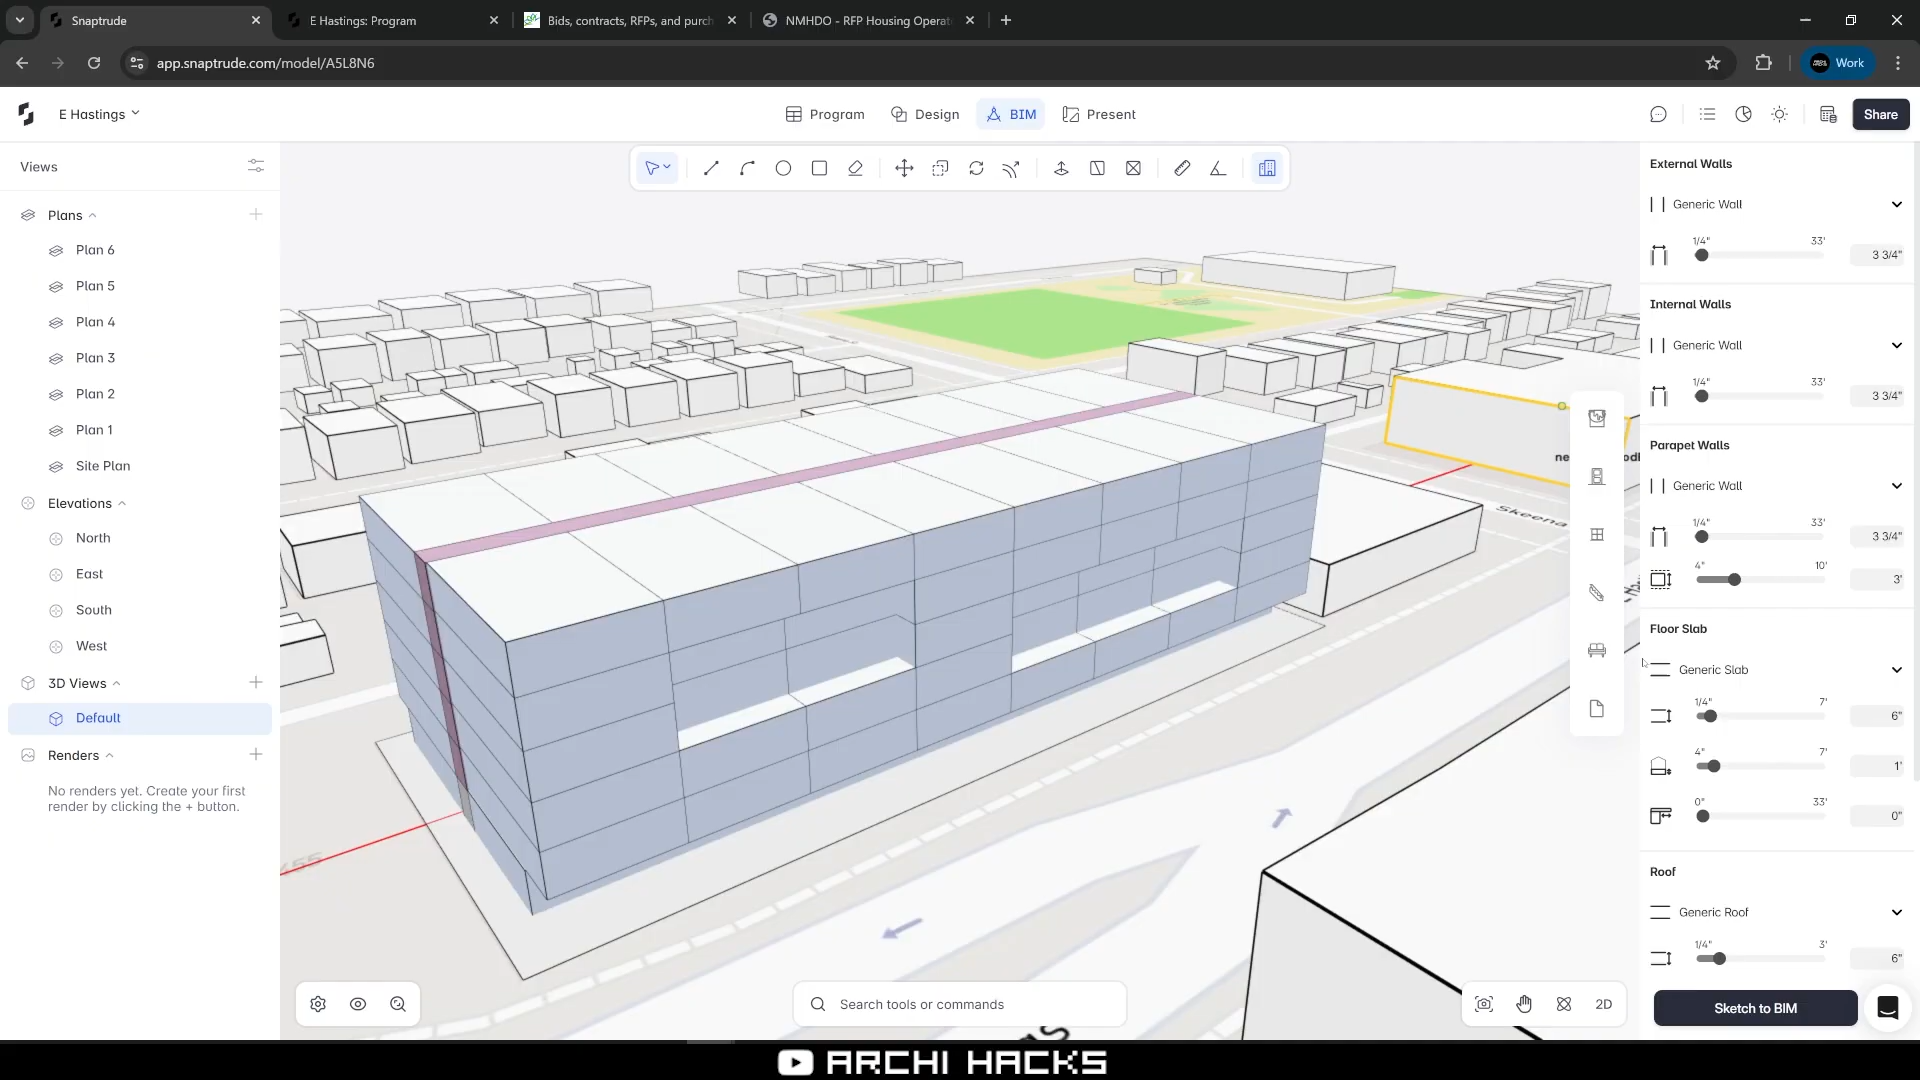 Snaptrude
E Hastings: Program
Bids, contracts, RFPs, and purch
NMHDO - RFP Housing Operat
app.snaptrude.com/model/A5L8N6
Work
E Hastings
Program
Design
BIM
Present
Share
Views
Plans
Plan 6
Plan 5
Plan 4
Plan 3
Plan 2
Plan 1
Site Plan
Elevations
North
East
South
West
3D Views
Default
Renders
No renders yet. Create your first
render by clicking the + button.
Skeena
External Walls
Generic Wall
1/4" 33'
3 3/4"
Internal Walls
Generic Wall
1/4" 33'
3 3/4"
Parapet Walls
Generic Wall
1/4" 33'
3 3/4"
4" 10'
3'
Floor Slab
Generic Slab
1/4" 7'
6"
4" 7'
1'
0" 33'
0"
Roof
Generic Roof
1/4" 3'
6"
Sketch to BIM
Search tools or commands
2D
ARCHI HACKS